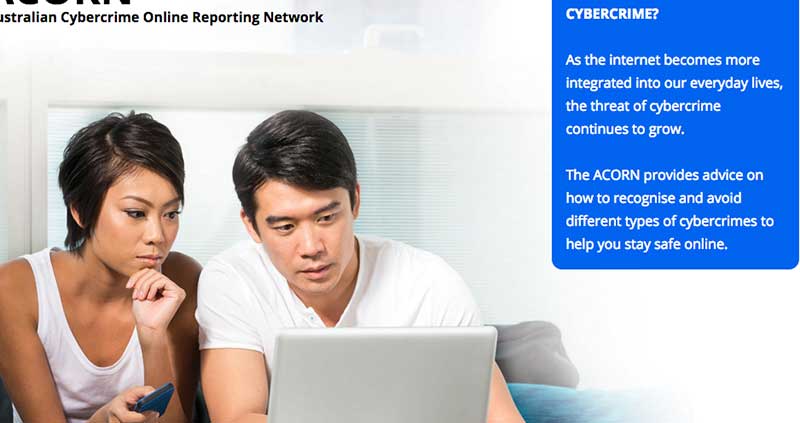 ACORN
ustralian Cybercrime Online Reporting Network
CYBERCRIME?
As the internet becomes more
integrated into our everyday lives,
the threat of cybercrime
continues to grow.
The ACORN provides advice on
how to recognise and avoid
different types of cybercrimes to
help you stay safe online.